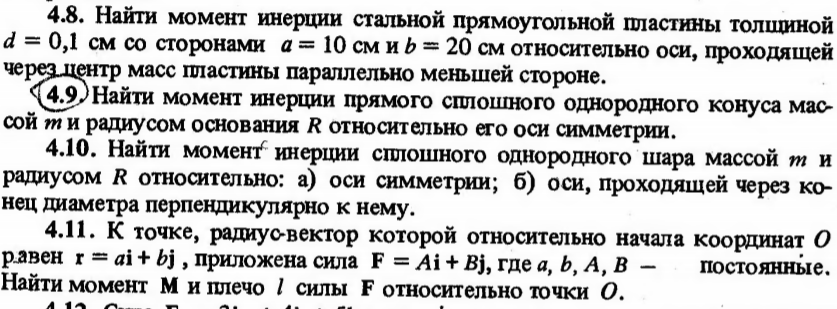 4.8. Найти момент инерции стальной прямоугольной пластины толщиной
d = 0,1 см со сторонами a = 10 см и b = 20 см относительно оси, проходящей
через центр масс пластины параллельно меньшей стороне.
4.9. Найти момент инерции прямого сплошного однородного конуса мас-
сой m и радиусом основания R относительно его оси симметрии.
4.10. Найти момент инерции сплошного однородного шара массой m и
радиусом R относительно: а) оси симметрии; б) оси, проходящей через ко-
нец диаметра перпендикулярно к нему.
4.11. К точке, радиус-вектор которой относительно начала координат O
равен r = ai + bj , приложена сила F = Ai + Bj, где a, b, A, B — постоянные.
Найти момент M и плечо l силы F относительно точки O.